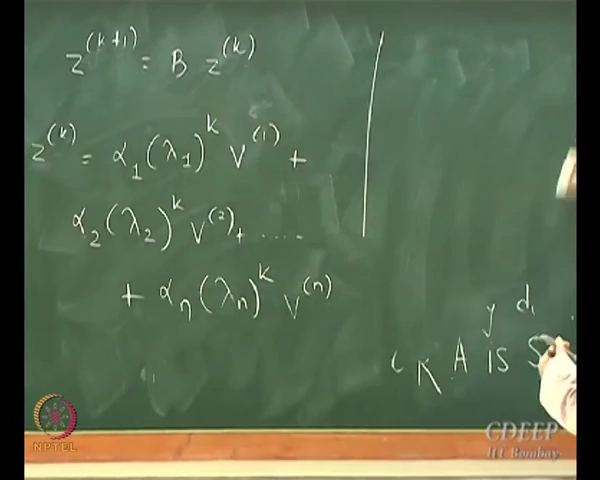 z^(k+1) = B z^(k)
z^(k) = α_1 (λ_1)^k v^(1) +
α_2 (λ_2)^k v^(2) + ....
+ α_n (λ_n)^k v^(n)
A is S
NPTEL
CDEEP
IIT Bombay